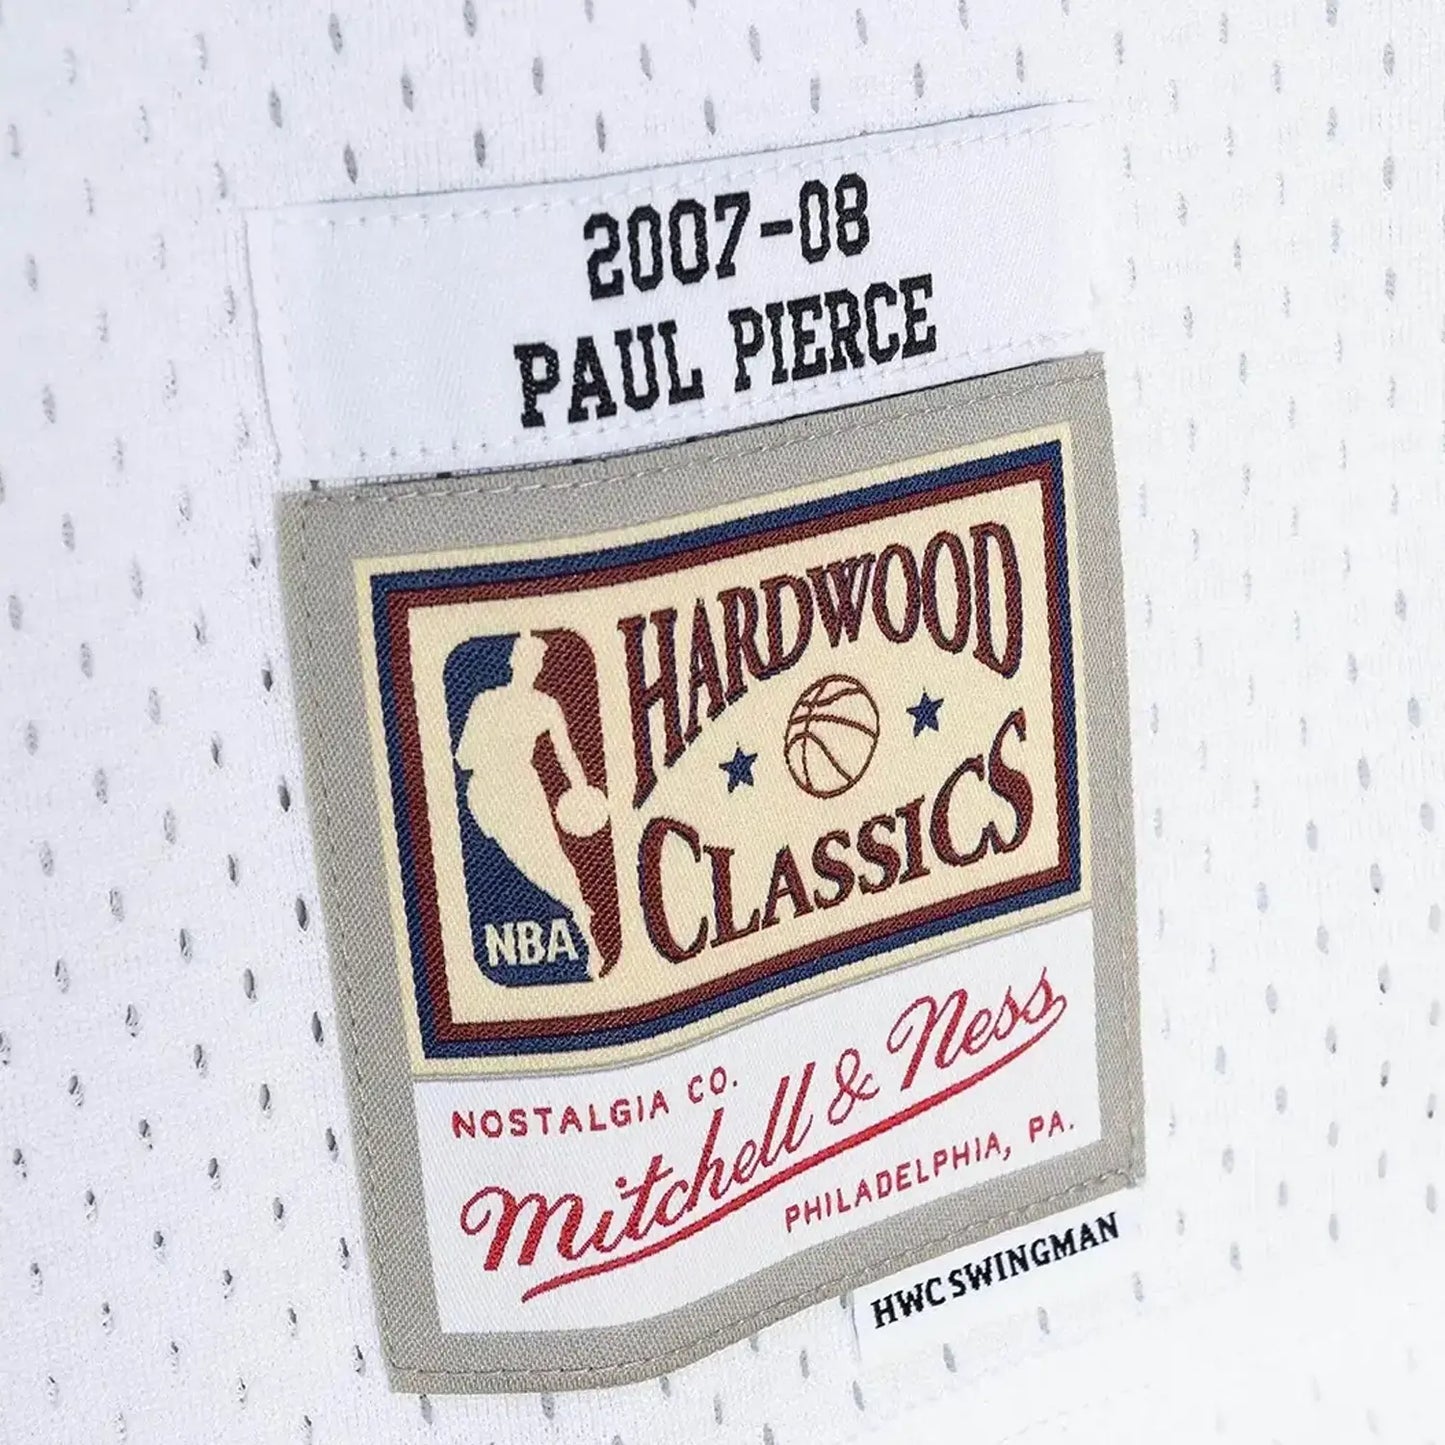 2007-08
PAUL PIERCE
HARDWOOD
CLASSICS
NBA
NOSTALGIA CO.
Mitchell & Ness
PHILADELPHIA, PA.
HWC SWINGMAN